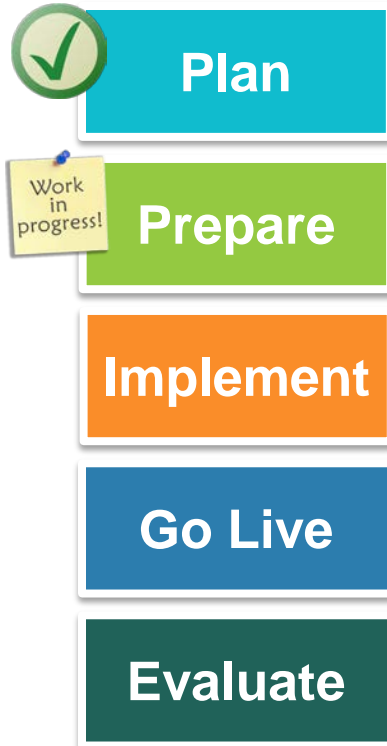 Plan
Work
in
progress!
Prepare
Implement
Go Live
Evaluate